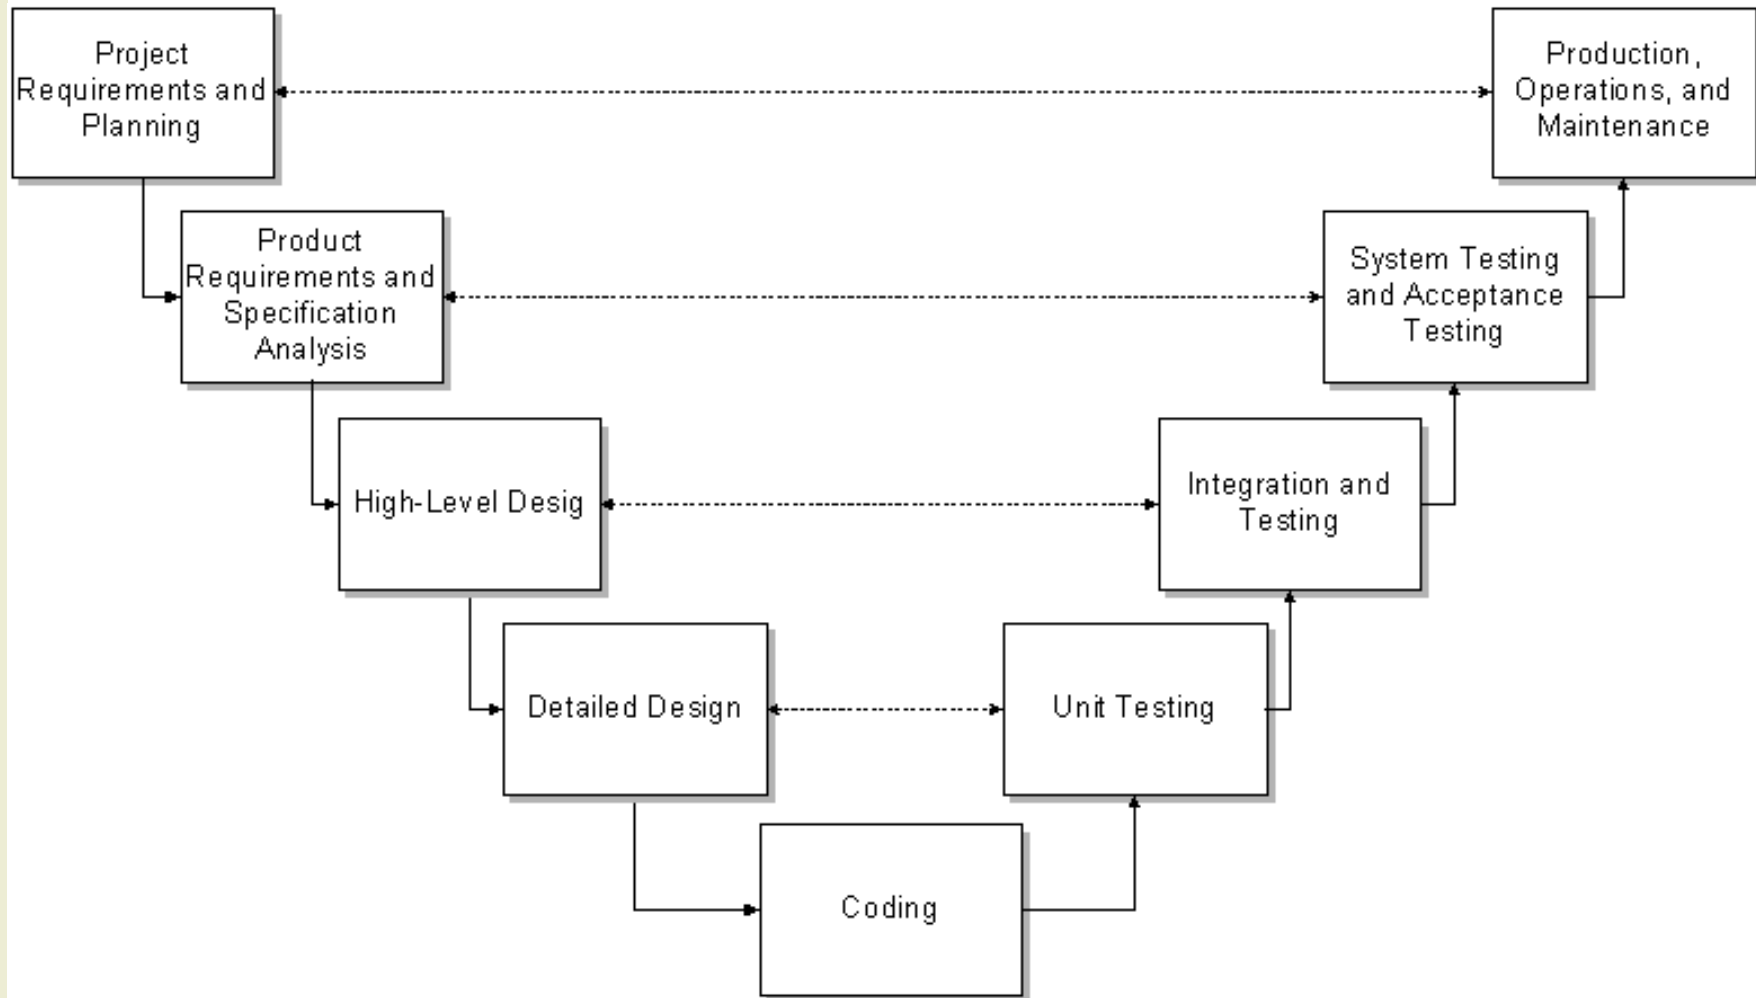 Project
Requirements and
Planning
Production,
Operations, and
Maintenance
Product
Requirements and
Specification
Analysis
System Testing
and Acceptance
Testing
High-Level Desig
Integration and
Testing
Detailed Design
Unit Testing
Coding